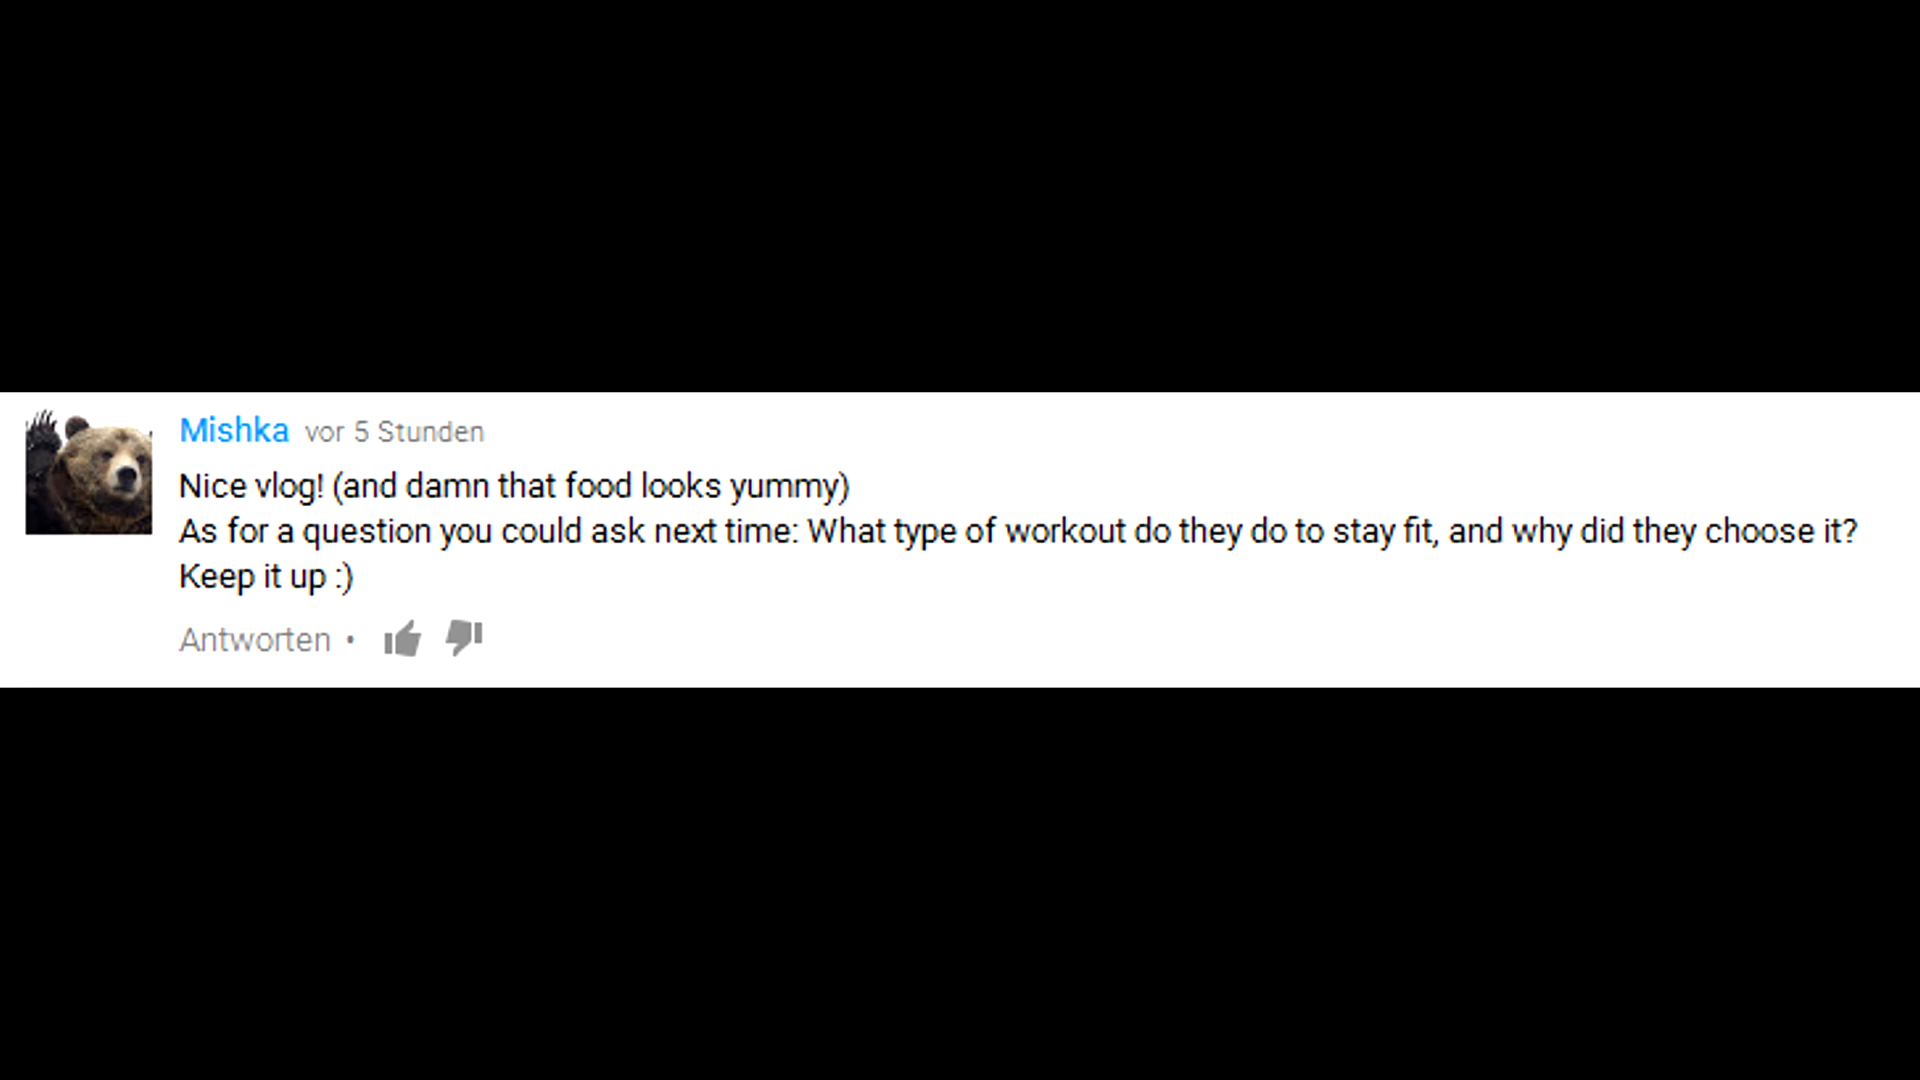 Mishka vor 5 Stunden
Nice vlog! (and damn that food looks yummy)
As for a question you could ask next time: What type of workout do they do to stay fit, and why did they choose it?
Keep it up :)
Antworten •